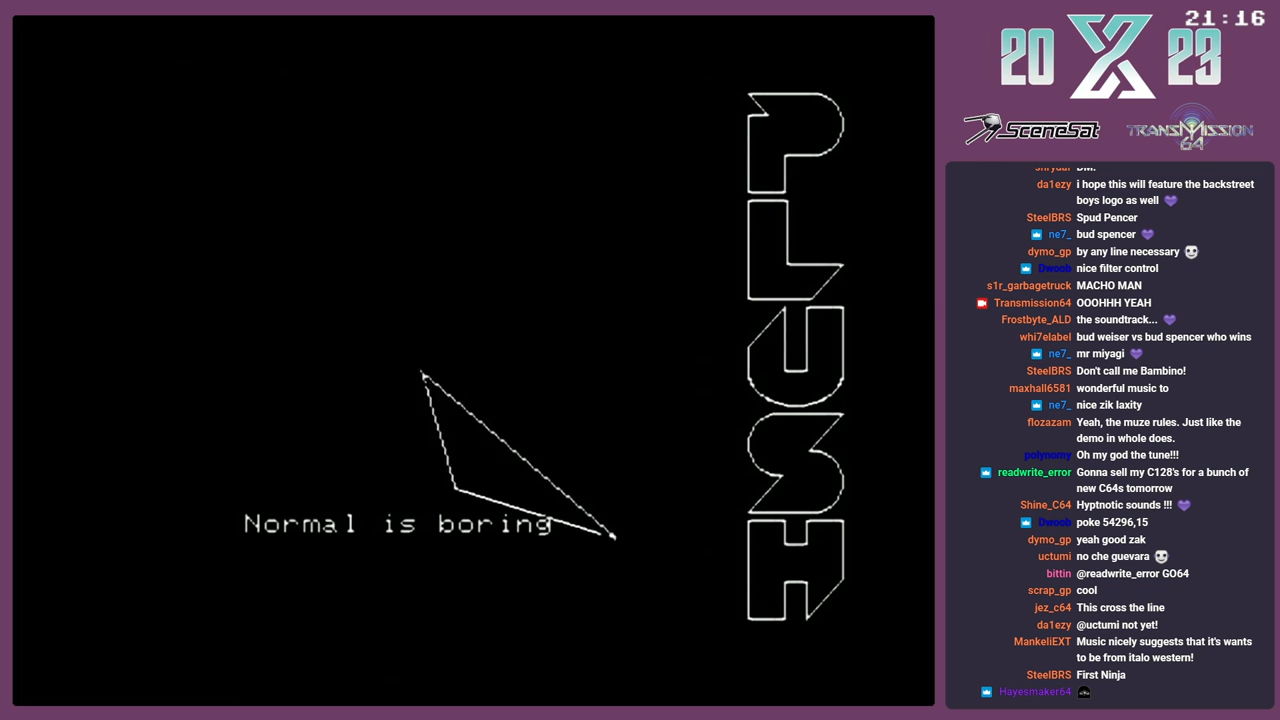 21:16
20 X 23
SceneSat
TRANSMISSION
64
PLUSH
Normal is boring
da1ezy i hope this will feature the backstreet
boys logo as well 💜
SteelBRS Spud Pencer
ne7_ bud spencer 💜
dymo_gp by any line necessary
Dwoob nice filter control
s1r_garbagetruck MACHO MAN
Transmission64 OOOHHH YEAH
Frostbyte_ALD the soundtrack... 💜
whi7elabel bud weiser vs bud spencer who wins
ne7_ mr miyagi 💜
SteelBRS Don't call me Bambino!
maxhall6581 wonderful music to
ne7_ nice zik laxity
flozazam Yeah, the muze rules. Just like the
demo in whole does.
polynomy Oh my god the tune!!!
readwrite_error Gonna sell my C128's for a bunch of
new C64s tomorrow
Shine_C64 Hyptnotic sounds !!! 💜
Dwoob poke 54296,15
dymo_gp yeah good zak
uctumi no che guevara
bittin @readwrite_error GO64
scrap_gp cool
jez_c64 This cross the line
da1ezy @uctumi not yet!
MankeliEXT Music nicely suggests that it's wants
to be from italo western!
SteelBRS First Ninja
Hayesmaker64